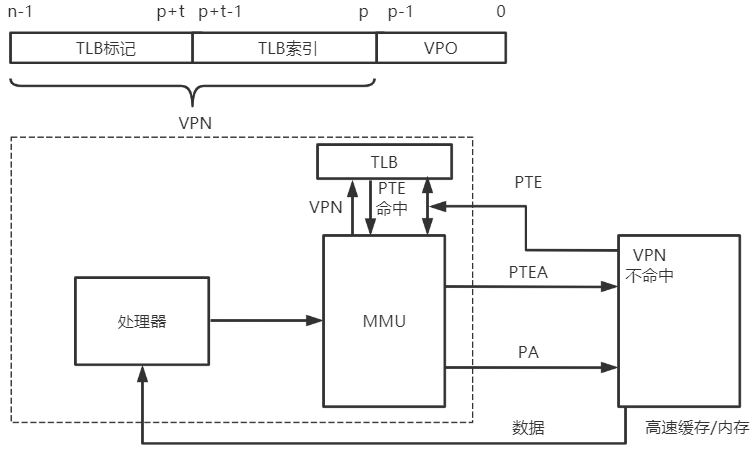 n-1 p+t p+t-1 p p-1 0
TLB标记 TLB索引 VPO
VPN
TLB
VPN
PTE
命中
PTE
VPN
不命中
PTEA
处理器
MMU
PA
数据
高速缓存/内存